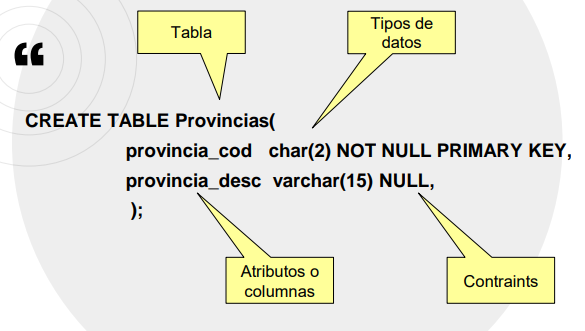 Tabla
Tipos de
datos
“
CREATE TABLE Provincias(
provincia_cod char(2) NOT NULL PRIMARY KEY,
provincia_desc varchar(15) NULL,
);
Atributos o
columnas
Contraints